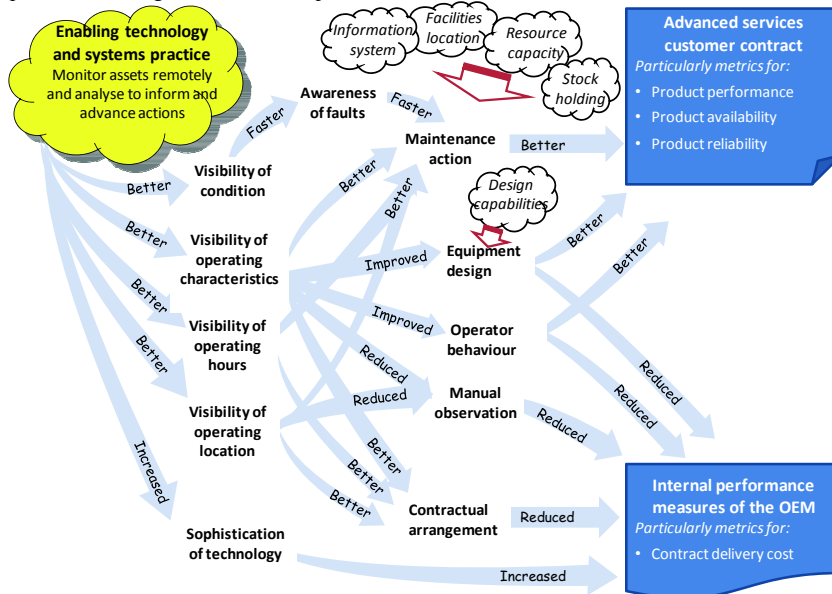 Enabling technology
and systems practice
Monitor assets remotely
and analyse to inform and
advance actions
Information
system
Facilities
location
Resource
capacity
Stock
holding
Advanced services
customer contract
Particularly metrics for:
• Product performance
• Product availability
• Product reliability
Awareness
of faults
Faster
Faster
Maintenance
action
Better
Visibility of
condition
Better
Better
Better
Design
capabilities
Visibility of
operating
characteristics
Better
Improved
Equipment
design
Better
Better
Visibility of
operating
hours
Better
Improved
Operator
behaviour
Better
Reduced
Reduced
Manual
observation
Reduced
Reduced
Reduced
Visibility of
operating
location
Increased
Better
Better
Better
Contractual
arrangement
Reduced
Sophistication
of technology
Increased
Internal performance
measures of the OEM
Particularly metrics for:
• Contract delivery cost